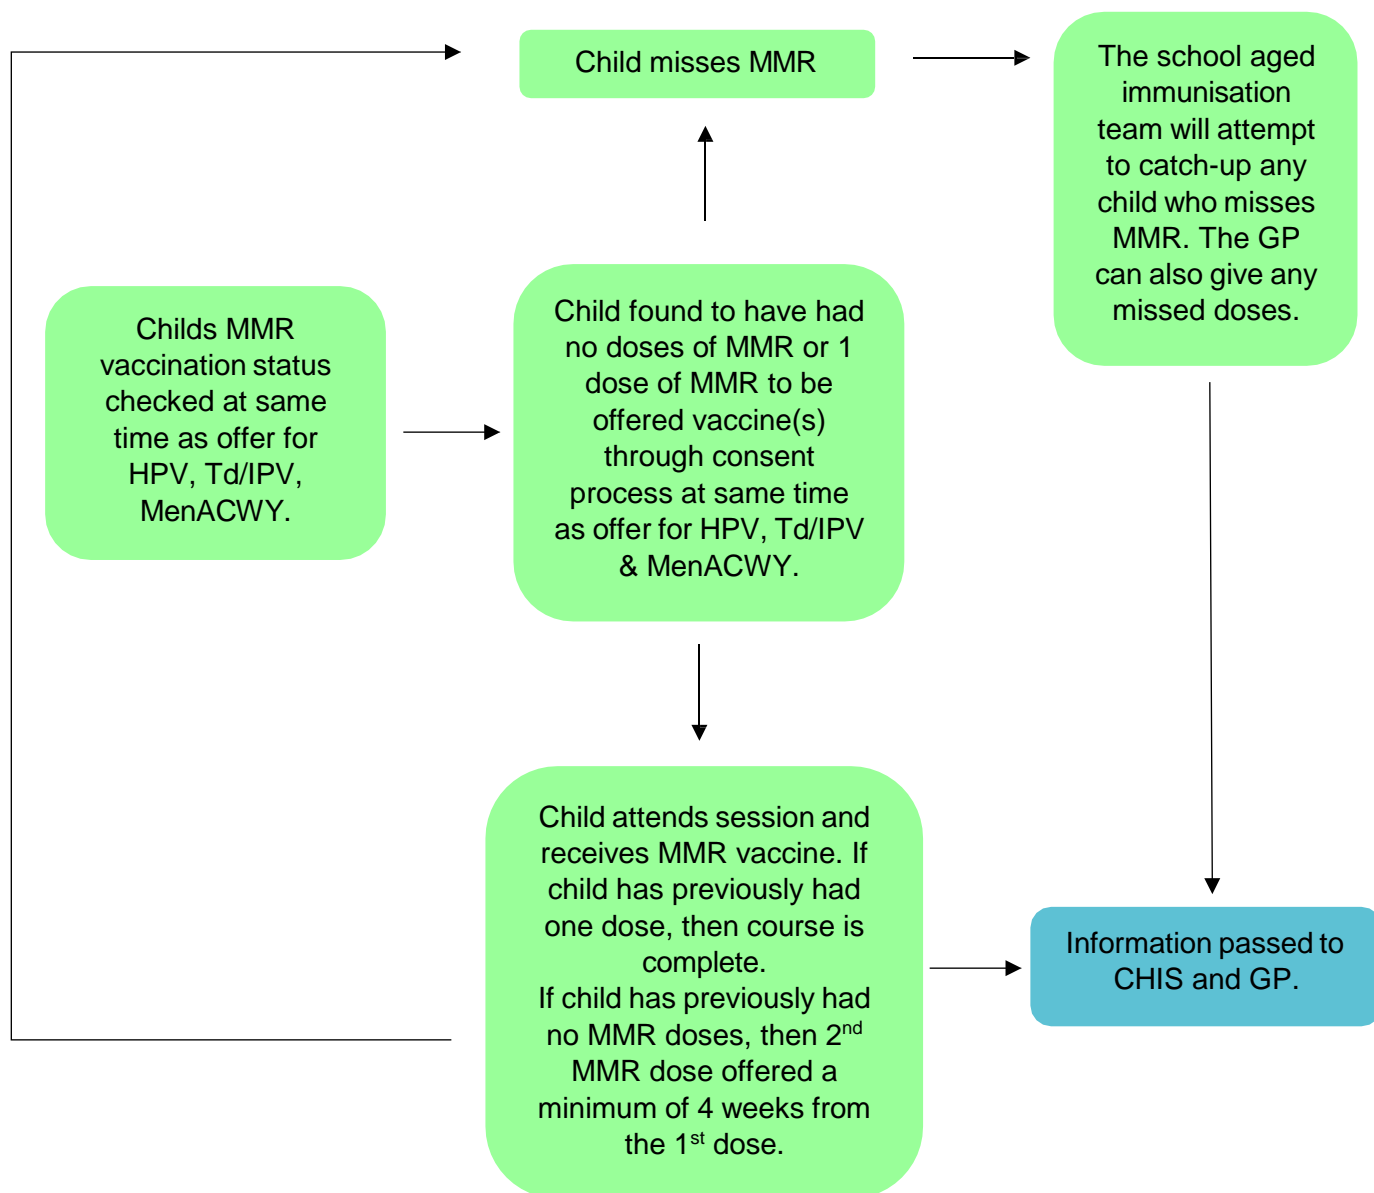 Child misses MMR
The school aged
immunisation
team will attempt
to catch-up any
child who misses
MMR. The GP
can also give any
missed doses.
Childs MMR
vaccination status
checked at same
time as offer for
HPV, Td/IPV,
MenACWY.
Child found to have had
no doses of MMR or 1
dose of MMR to be
offered vaccine(s)
through consent
process at same time
as offer for HPV, Td/IPV
& MenACWY.
Child attends session and
receives MMR vaccine. If
child has previously had
one dose, then course is
complete.
If child has previously had
no MMR doses, then 2nd
MMR dose offered a
minimum of 4 weeks from
the 1st dose.
Information passed to
CHIS and GP.